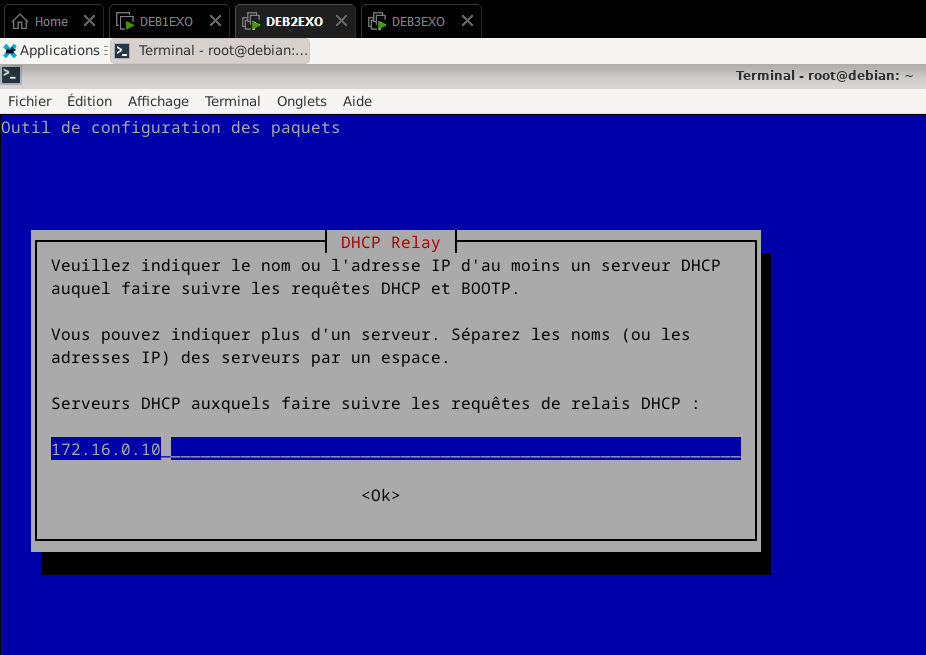 Home
DEB1EXO
DEB2EXO
DEB3EXO
Applications
Terminal - root@debian:...
Terminal - root@debian: ~
Fichier Édition Affichage Terminal Onglets Aide
Outil de configuration des paquets
DHCP Relay
Veuillez indiquer le nom ou l'adresse IP d'au moins un serveur DHCP
auquel faire suivre les requêtes DHCP et BOOTP.
Vous pouvez indiquer plus d'un serveur. Séparez les noms (ou les
adresses IP) des serveurs par un espace.
Serveurs DHCP auxquels faire suivre les requêtes de relais DHCP :
172.16.0.10
<Ok>